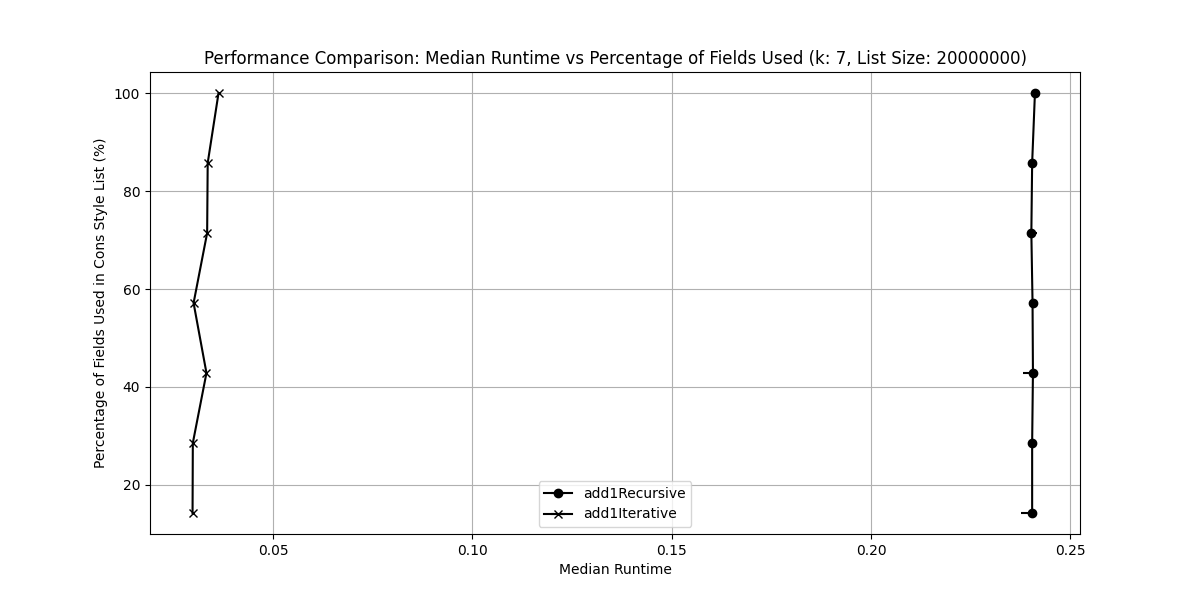 Performance Comparison: Median Runtime vs Percentage of Fields Used (k: 7, List Size: 20000000)
Percentage of Fields Used in Cons Style List (%)
100
80
60
40
20
add1Recursive
add1Iterative
0.05 0.10 0.15 0.20 0.25
Median Runtime